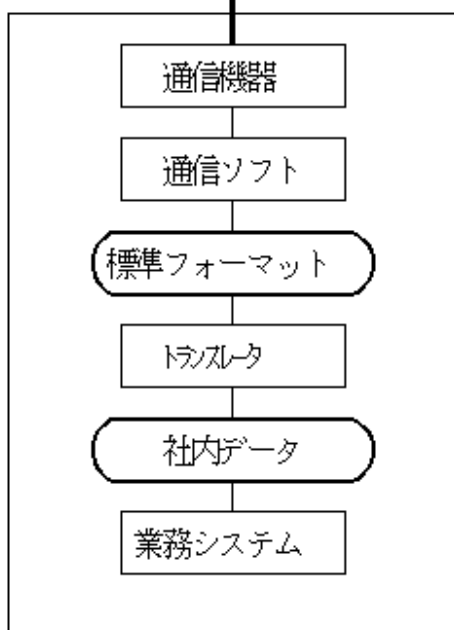 通信機器
通信ソフト
標準フォーマット
トランスレータ
社内データ
業務システム